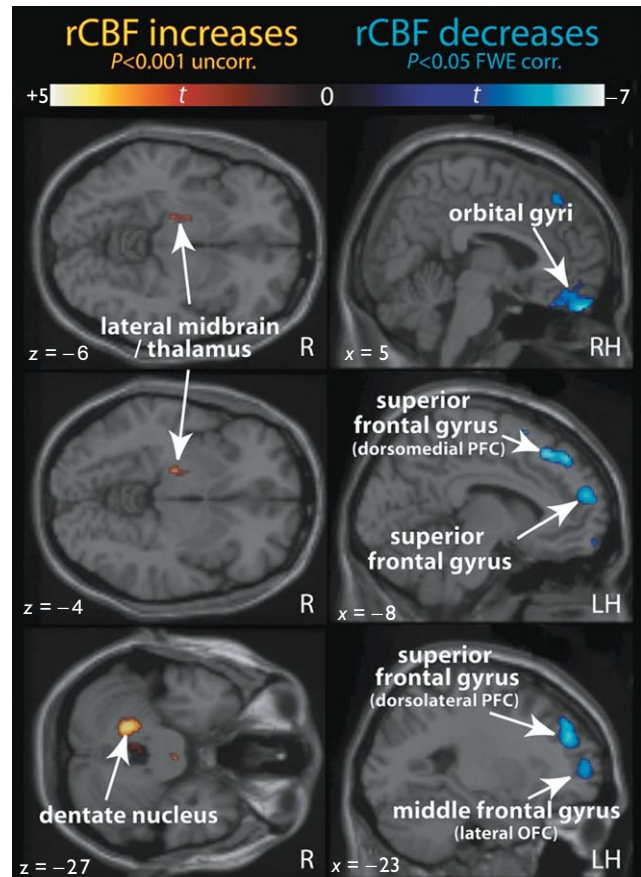 rCBF increases
P<0.001 uncorr.
rCBF decreases
P<0.05 FWE corr.
+5 t 0 t −7
lateral midbrain
/ thalamus
z = −6
R
orbital gyri
x = 5
RH
z = −4
R
superior
frontal gyrus
(dorsomedial PFC)
superior
frontal gyrus
x = −8
LH
dentate nucleus
z = −27
R
superior
frontal gyrus
(dorsolateral PFC)
middle frontal gyrus
(lateral OFC)
x = −23
LH